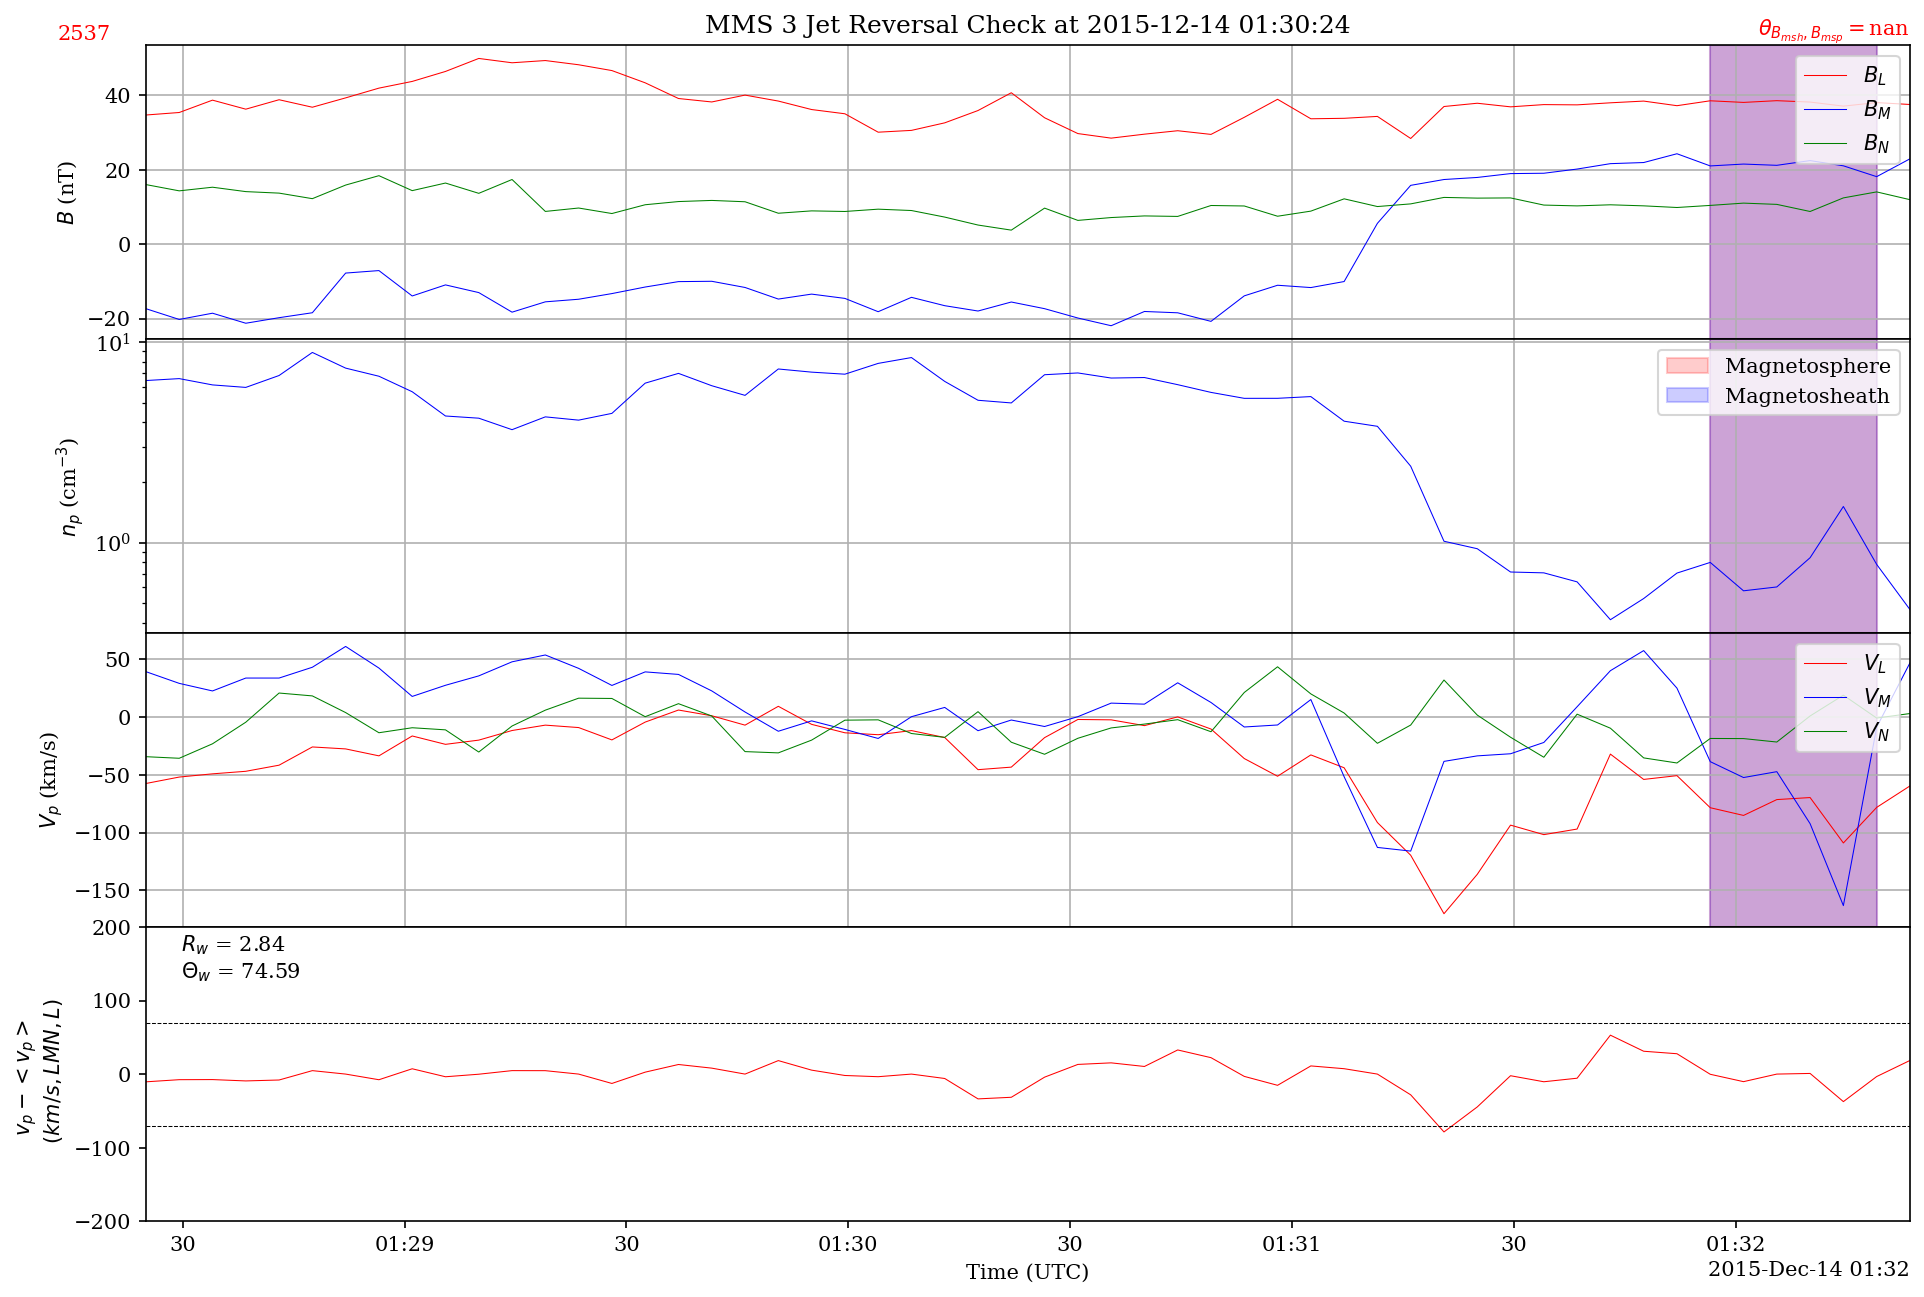 2537
MMS 3 Jet Reversal Check at 2015-12-14 01:30:24
θ_{B_{msh}, B_{msp}} = nan
B (nT)
40
20
0
−20
B_L
B_M
B_N
n_p (cm^{−3})
10^1
10^0
Magnetosphere
Magnetosheath
V_p (km/s)
50
0
−50
−100
−150
V_L
V_M
V_N
v_p − < v_p >
(km/s, LMN, L)
200
100
0
−100
−200
R_w = 2.84
Θ_w = 74.59
30
01:29
30
01:30
30
01:31
30
01:32
Time (UTC)
2015-Dec-14 01:32